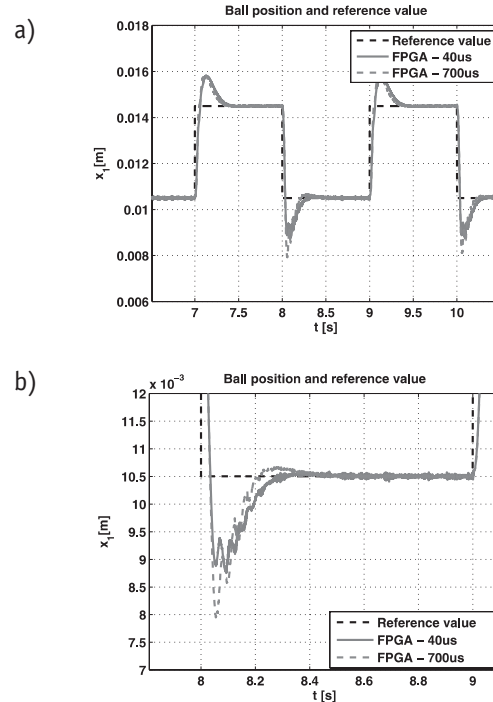 a)
Ball position and reference value
0.018
0.016
0.014
0.012
0.01
0.008
0.006
x1[m]
7
7.5
8
8.5
9
9.5
10
t [s]
Reference value
FPGA – 40us
FPGA – 700us
b)
x 10⁻³
Ball position and reference value
12
11.5
11
10.5
10
9.5
9
8.5
8
7.5
7
x1[m]
8
8.2
8.4
8.6
8.8
9
t [s]
Reference value
FPGA – 40us
FPGA – 700us